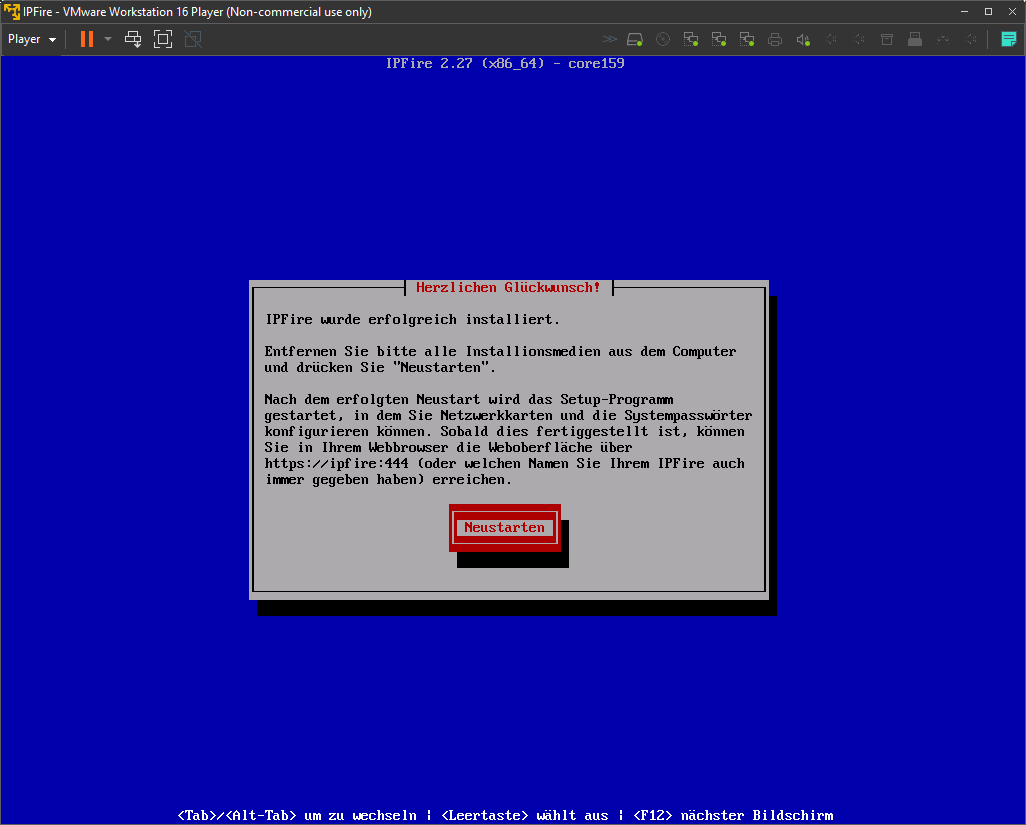 IPFire - VMware Workstation 16 Player (Non-commercial use only)
Player
IPFire 2.27 (x86_64) - core159
Herzlichen Glückwunsch!
IPFire wurde erfolgreich installiert.
Entfernen Sie bitte alle Installionsmedien aus dem Computer
und drücken Sie "Neustarten".
Nach dem erfolgten Neustart wird das Setup-Programm
gestartet, in dem Sie Netzwerkkarten und die Systempasswörter
konfigurieren können. Sobald dies fertiggestellt ist, können
Sie in Ihrem Webbrowser die Weboberfläche über
https://ipfire:444 (oder welchen Namen Sie Ihrem IPFire auch
immer gegeben haben) erreichen.
Neustarten
<Tab>/<Alt-Tab> um zu wechseln | <Leertaste> wählt aus | <F12> nächster Bildschirm